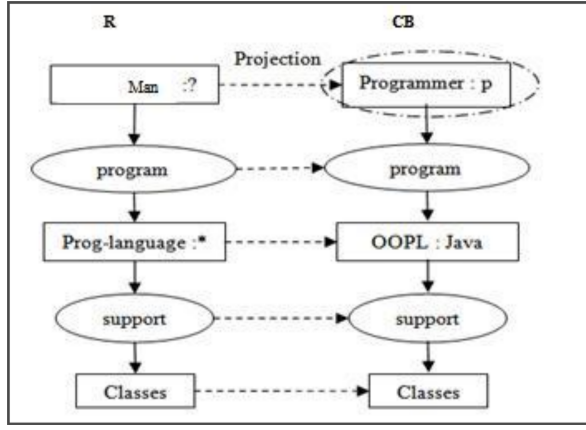 R CB
Projection
Man :? Programmer : p
program program
Prog-language :* OOPL : Java
support support
Classes Classes